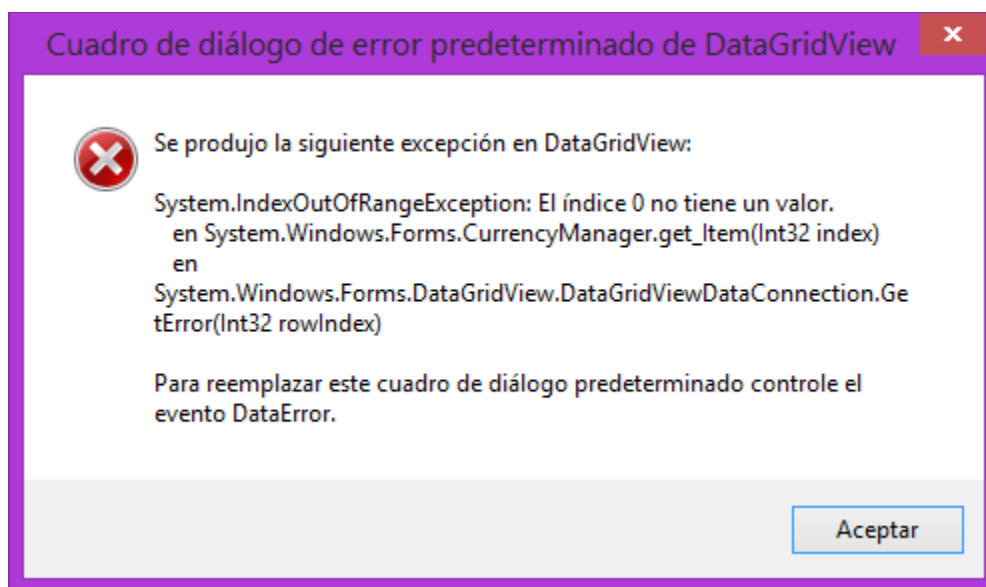 Cuadro de diálogo de error predeterminado de DataGridView
Se produjo la siguiente excepción en DataGridView:
System.IndexOutOfRangeException: El índice 0 no tiene un valor.
en System.Windows.Forms.CurrencyManager.get_Item(Int32 index)
en
System.Windows.Forms.DataGridView.DataGridViewDataConnection.Ge
tError(Int32 rowIndex)
Para reemplazar este cuadro de diálogo predeterminado controle el
evento DataError.
Aceptar